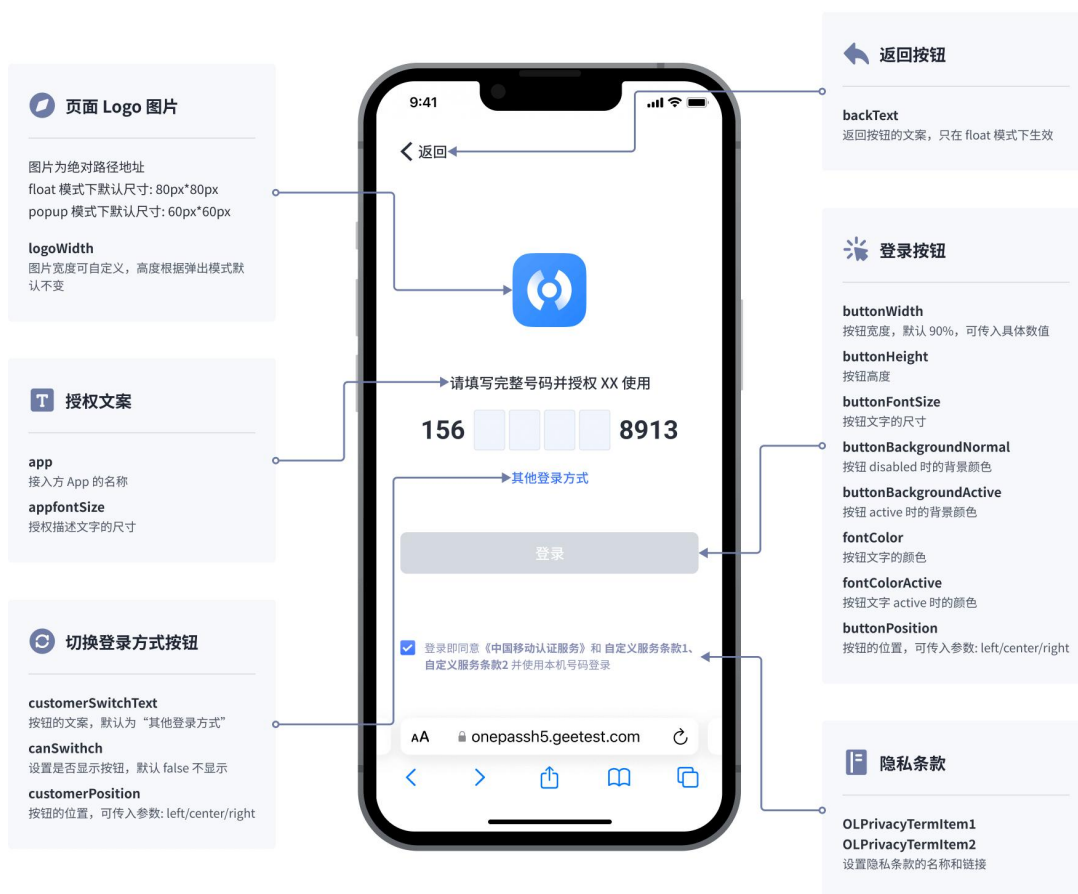 页面 Logo 图片
图片为绝对路径地址
float 模式下默认尺寸: 80px*80px
popup 模式下默认尺寸: 60px*60px
logoWidth
图片宽度可自定义，高度根据弹出模式默
认不变
T 授权文案
app
接入方 App 的名称
appfontSize
授权描述文字的尺寸
切换登录方式按钮
customerSwitchText
按钮的文案，默认为“其他登录方式”
canSwithch
设置是否显示按钮，默认 false 不显示
customerPosition
按钮的位置，可传入参数: left/center/right
9:41
返回
请填写完整号码并授权 XX 使用
156 8913
其他登录方式
登录
登录即同意《中国移动认证服务》和 自定义服务条款1、
自定义服务条款2 并使用本机号码登录
AA onepassh5.geetest.com
返回按钮
backText
返回按钮的文案，只在 float 模式下生效
登录按钮
buttonWidth
按钮宽度，默认 90%，可传入具体数值
buttonHeight
按钮高度
buttonFontSize
按钮文字的尺寸
buttonBackgroundNormal
按钮 disabled 时的背景颜色
buttonBackgroundActive
按钮 active 时的背景颜色
fontColor
按钮文字的颜色
fontColorActive
按钮文字 active 时的颜色
buttonPosition
按钮的位置，可传入参数: left/center/right
隐私条款
OLPrivacyTermItem1
OLPrivacyTermItem2
设置隐私条款的名称和链接